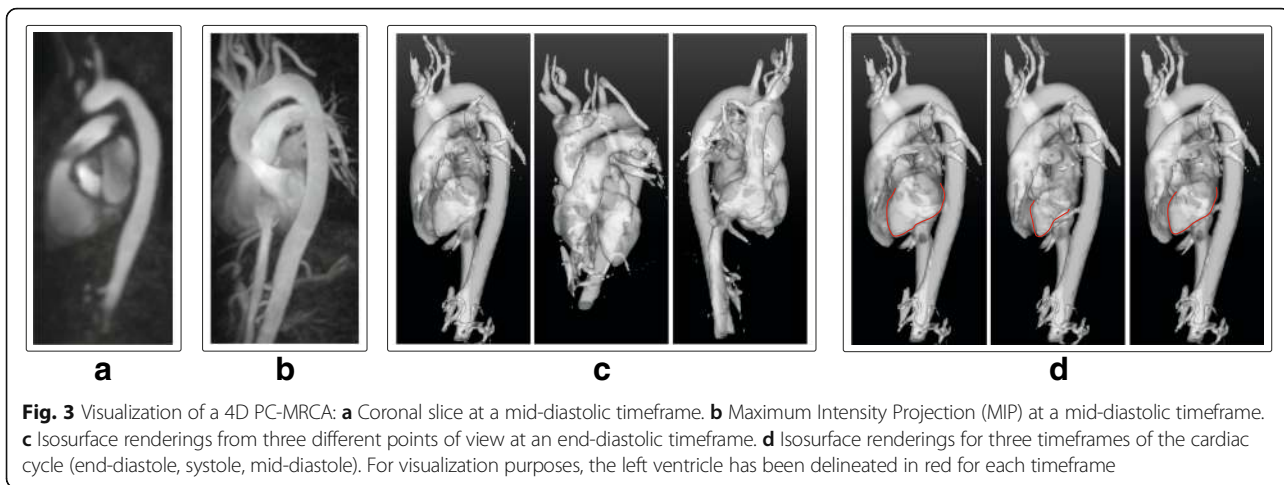 a
b
c
d
Fig. 3 Visualization of a 4D PC-MRCA: a Coronal slice at a mid-diastolic timeframe. b Maximum Intensity Projection (MIP) at a mid-diastolic timeframe.
c Isosurface renderings from three different points of view at an end-diastolic timeframe. d Isosurface renderings for three timeframes of the cardiac
cycle (end-diastole, systole, mid-diastole). For visualization purposes, the left ventricle has been delineated in red for each timeframe